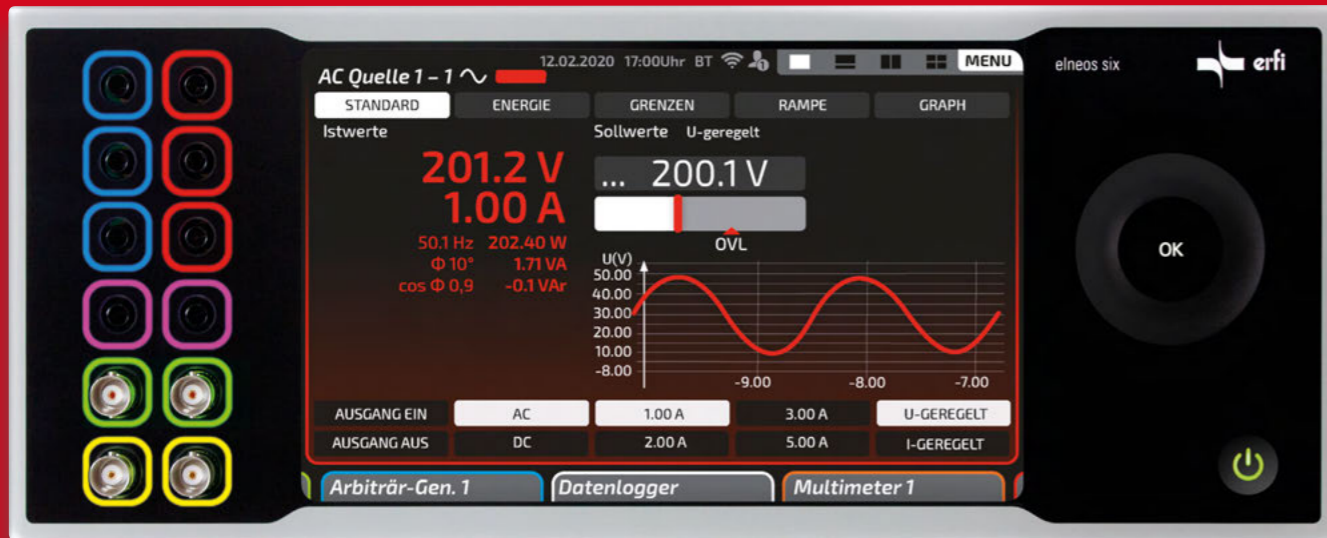 12.02.2020 17:00Uhr BT
1
MENU
AC Quelle 1 – 1
STANDARD ENERGIE GRENZEN RAMPE GRAPH
Istwerte
201.2 V
1.00 A
50.1 Hz 202.40 W
Φ 10° 1.71 VA
cos Φ 0,9 -0.1 VAr
Sollwerte U-geregelt
... 200.1 V
OVL
U(V)
50.00
40.00
30.00
20.00
10.00
-8.00
-9.00 -8.00 -7.00
AUSGANG EIN AC 1.00 A 3.00 A U-GEREGELT
AUSGANG AUS DC 2.00 A 5.00 A I-GEREGELT
Arbiträr-Gen. 1 Datenlogger Multimeter 1
elneos six
erfi
OK